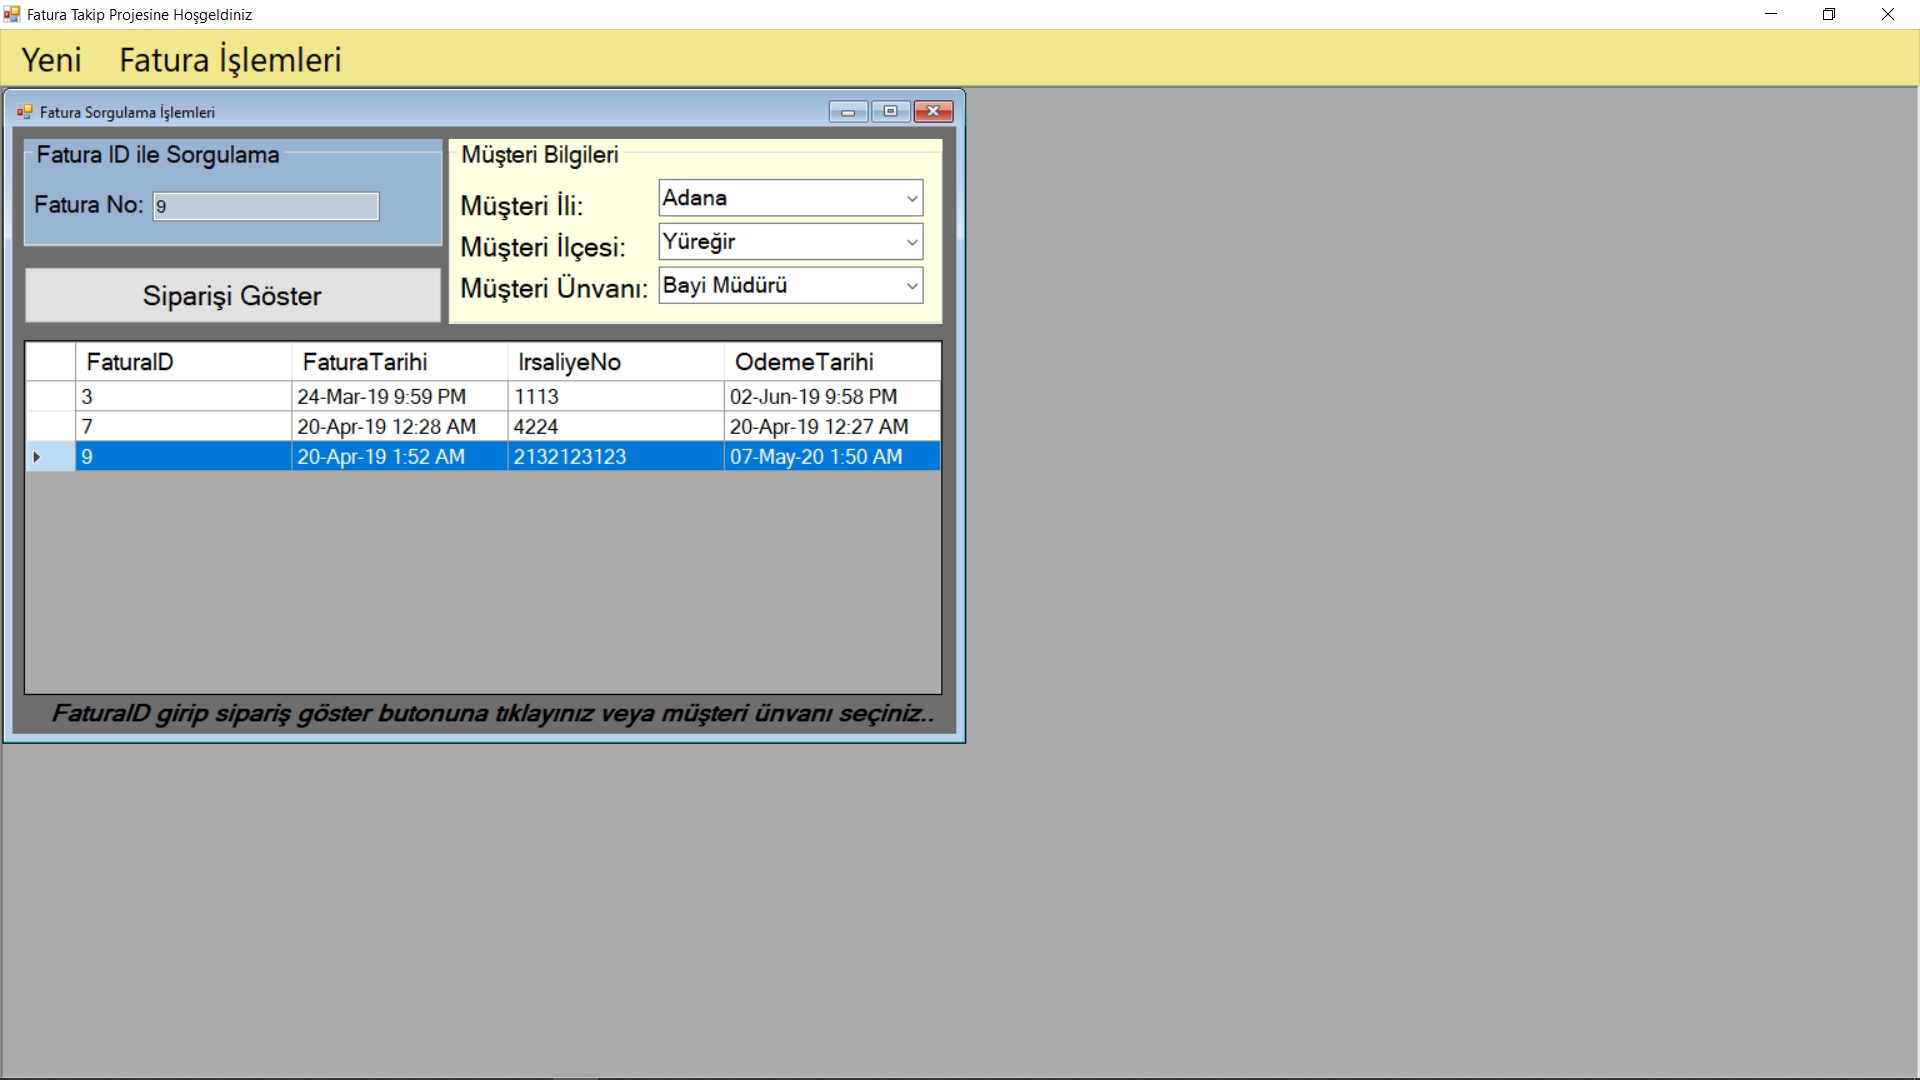 Fatura Takip Projesine Hoşgeldiniz
Yeni Fatura İşlemleri
Fatura Sorgulama İşlemleri
Fatura ID ile Sorgulama
Fatura No: 9
Siparişi Göster
Müşteri Bilgileri
Müşteri İli: Adana
Müşteri İlçesi: Yüreğir
Müşteri Ünvanı: Bayi Müdürü
FaturaID FaturaTarihi IrsaliyeNo OdemeTarihi
3 24-Mar-19 9:59 PM 1113 02-Jun-19 9:58 PM
7 20-Apr-19 12:28 AM 4224 20-Apr-19 12:27 AM
9 20-Apr-19 1:52 AM 2132123123 07-May-20 1:50 AM
FaturaID girip sipariş göster butonuna tıklayınız veya müşteri ünvanı seçiniz..